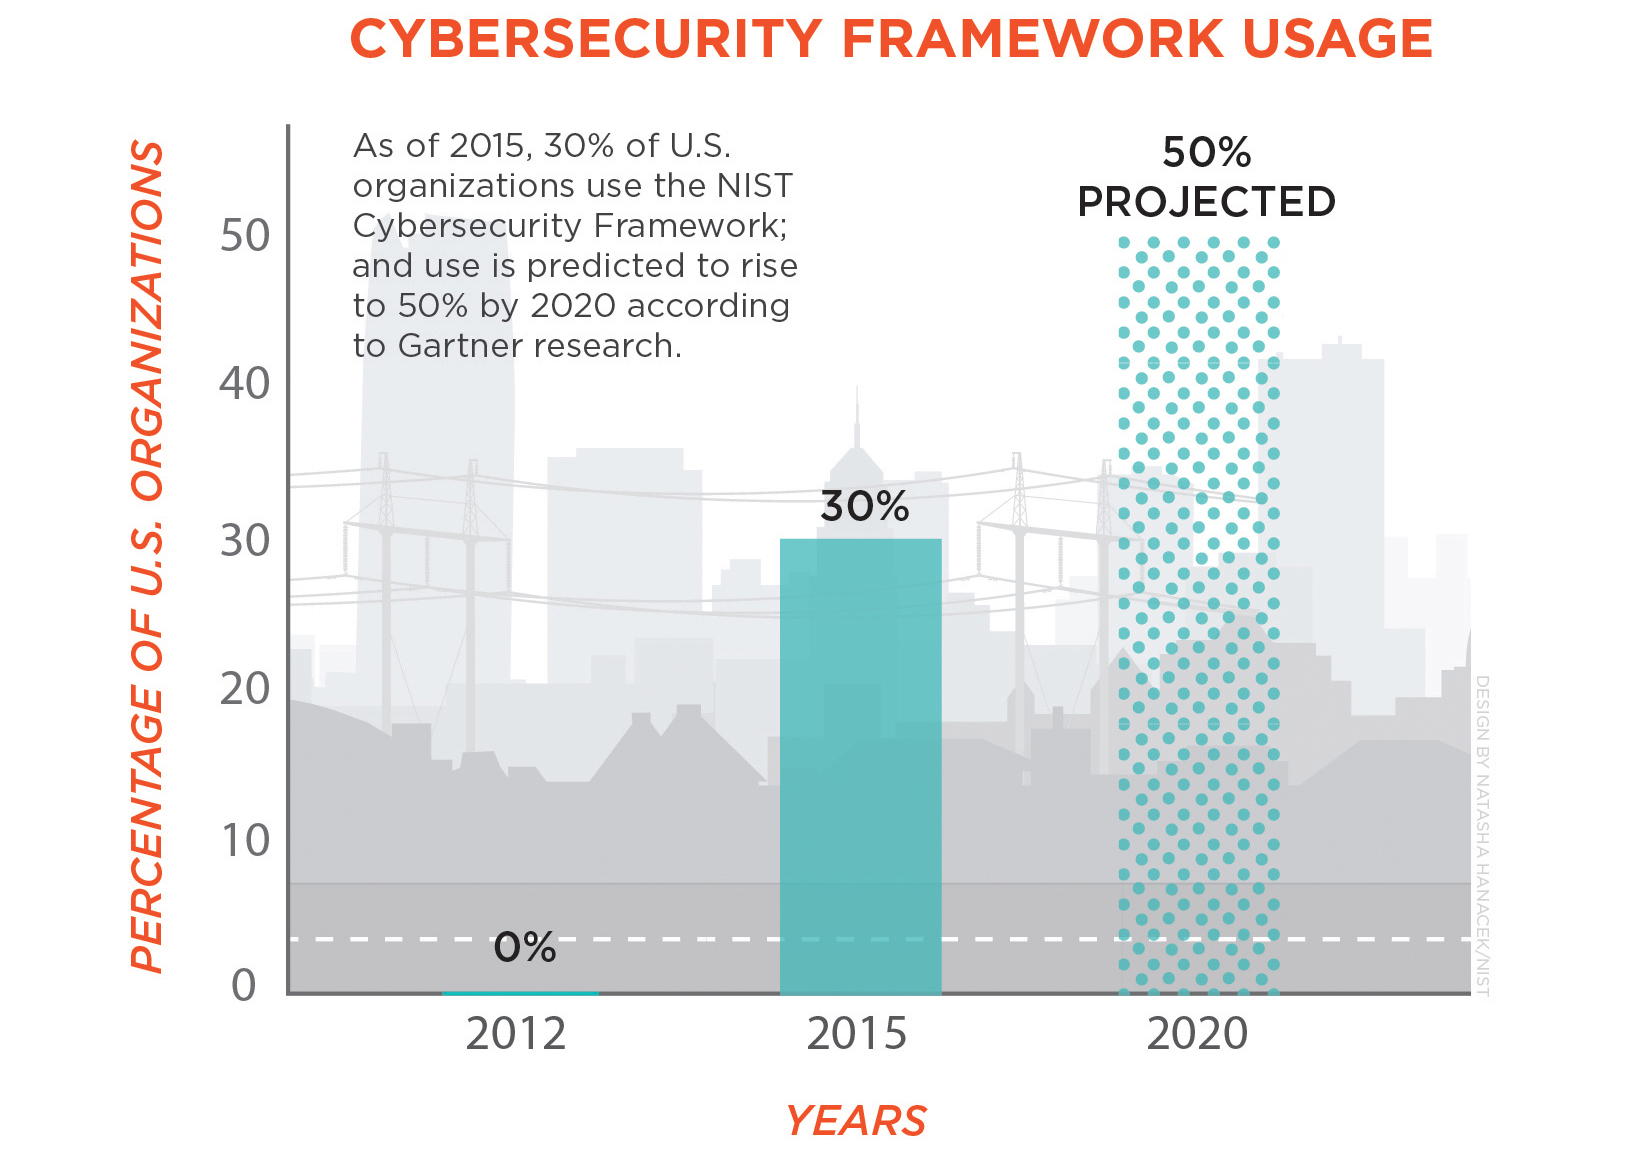 CYBERSECURITY FRAMEWORK USAGE
PERCENTAGE OF U.S. ORGANIZATIONS
As of 2015, 30% of U.S.
organizations use the NIST
Cybersecurity Framework;
and use is predicted to rise
to 50% by 2020 according
to Gartner research.
50%
PROJECTED
50
40
30
20
10
0
30%
0%
2012
2015
2020
YEARS
DESIGN BY NATASHA HANACEK/NIST